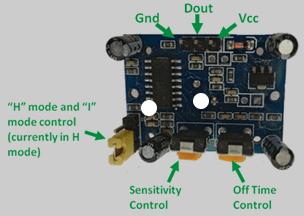 Dout
Gnd
Vcc
“H” mode and “I”
mode control
(currently in H
mode)
Sensitivity
Control
Off Time
Control